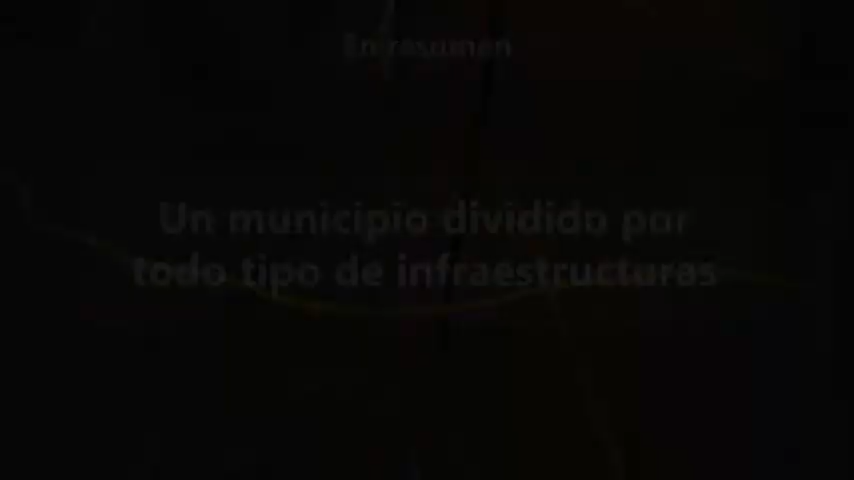 En resumen
Un municipio dividido por
todo tipo de infraestructuras